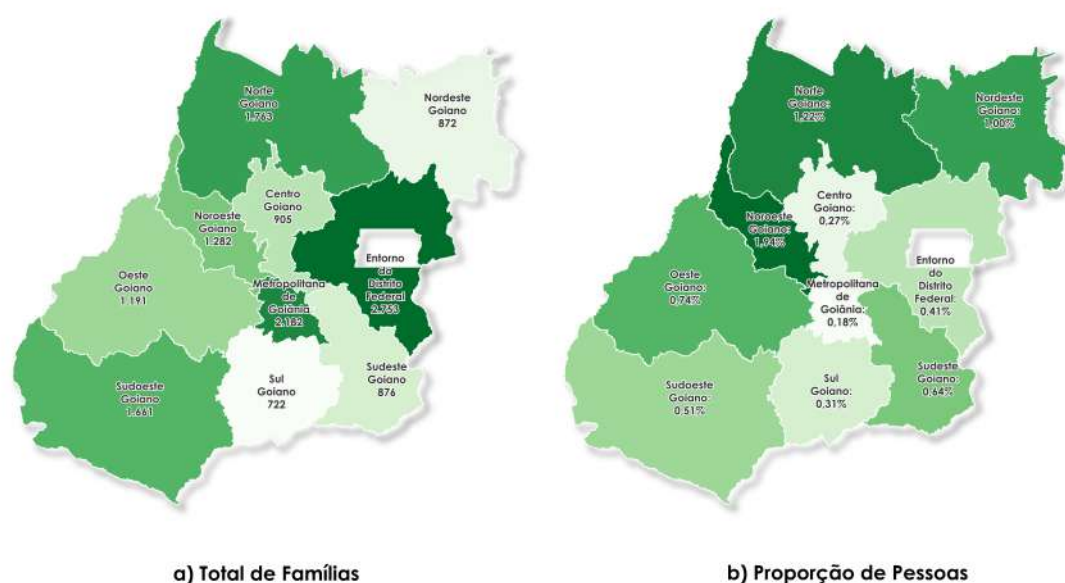 Norte
Goiano
1.763
Nordeste
Goiano
872
Centro
Goiano
905
Noroeste
Goiano
1.282
Oeste
Goiano
1.191
Entorno
do
Distrito
Federal
2.753
Metropolitana
de
Goiânia
2.182
Sudoeste
Goiano
1.661
Sul
Goiano
722
Sudeste
Goiano
876
a) Total de Famílias
Norte
Goiano:
1,22%
Nordeste
Goiano:
1,00%
Centro
Goiano:
0,27%
Noroeste
Goiano:
1,94%
Oeste
Goiano:
0,74%
Entorno
do
Distrito
Federal:
0,41%
Metropolitana
de
Goiânia:
0,18%
Sudoeste
Goiano:
0,51%
Sul
Goiano:
0,31%
Sudeste
Goiano:
0,64%
b) Proporção de Pessoas